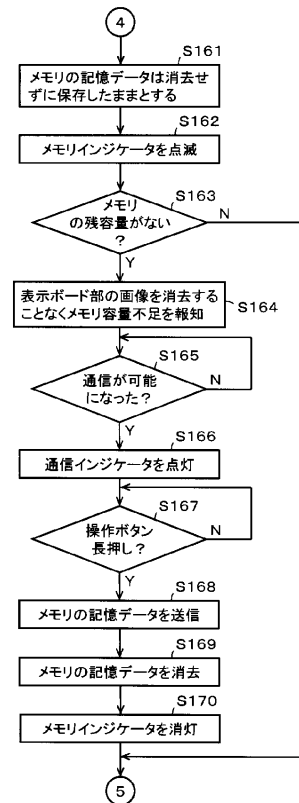 4
S161
メモリの記憶データは消去せ
ずに保存したままとする
S162
メモリインジケータを点滅
S163
メモリ
の残容量がない
?
N
Y
表示ボード部の画像を消去する
ことなくメモリ容量不足を報知
S164
S165
通信が可能
になった?
N
Y
S166
通信インジケータを点灯
S167
操作ボタン
長押し?
N
Y
S168
メモリの記憶データを送信
S169
メモリの記憶データを消去
S170
メモリインジケータを消灯
5